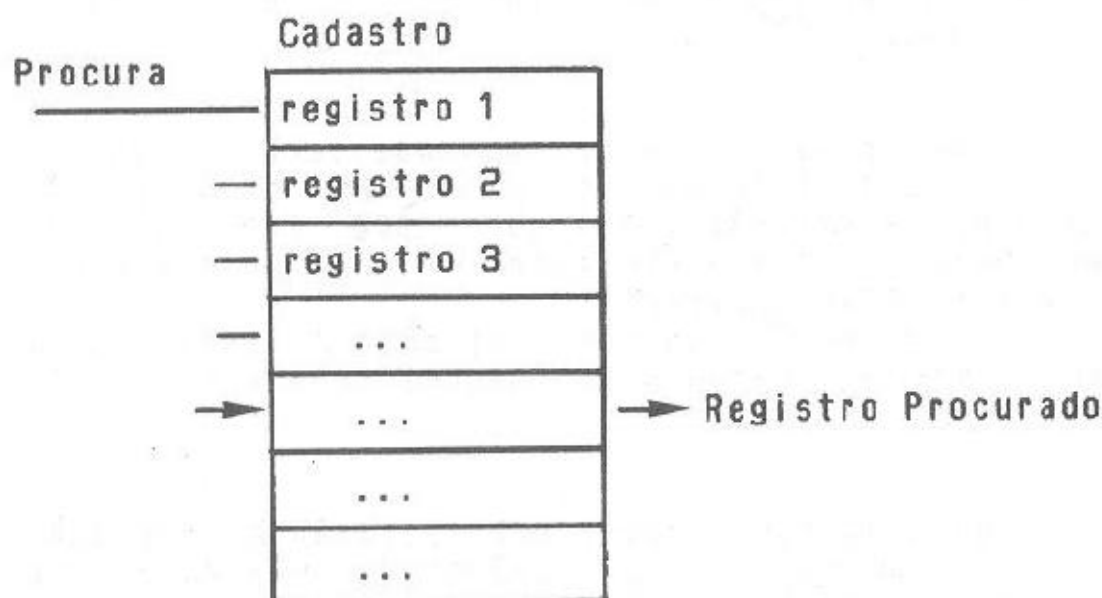 Cadastro
Procura
registro 1
registro 2
registro 3
...
...
Registro Procurado
...
...